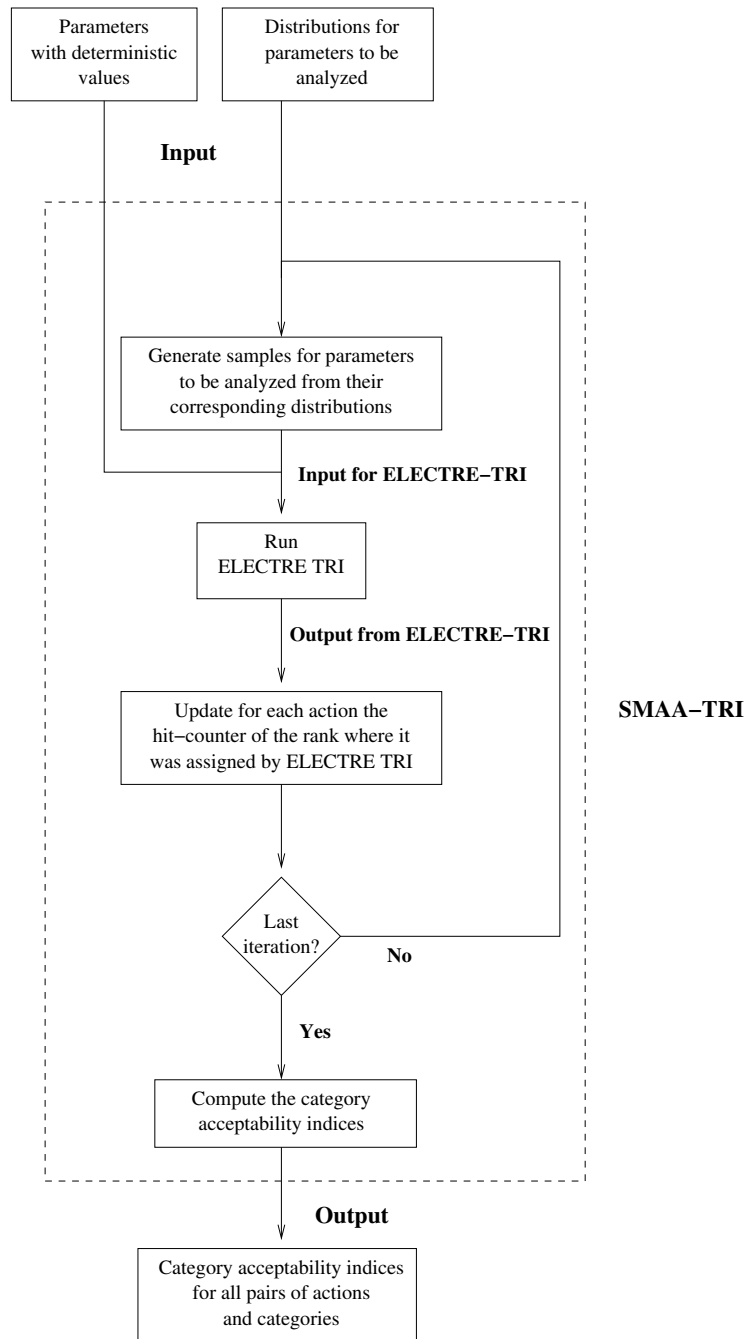 Parameters
with deterministic
values
Distributions for
parameters to be
analyzed
Input
Generate samples for parameters
to be analyzed from their
corresponding distributions
Input for ELECTRE−TRI
Run
ELECTRE TRI
Output from ELECTRE−TRI
Update for each action the
hit−counter of the rank where it
was assigned by ELECTRE TRI
SMAA−TRI
Last
iteration?
No
Yes
Compute the category
acceptability indices
Output
Category acceptability indices
for all pairs of actions
and categories